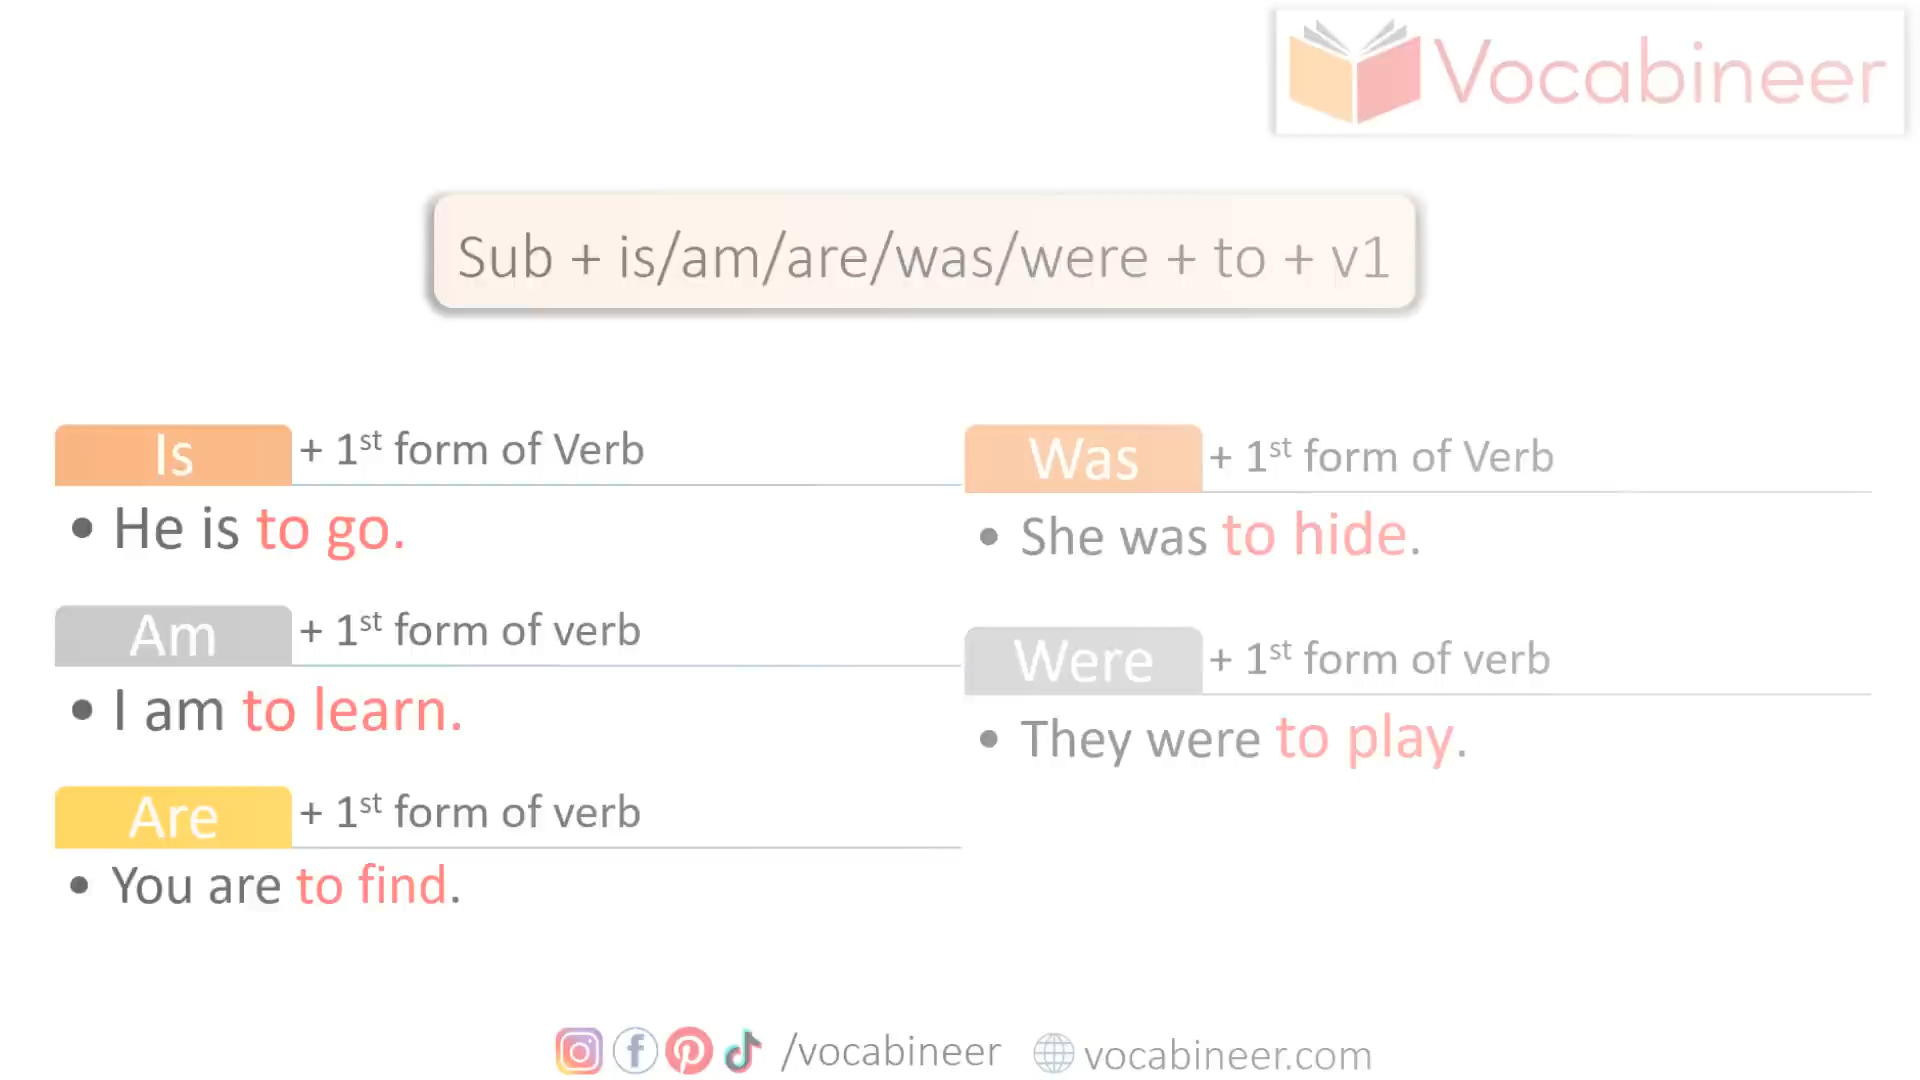 Vocabineer
Sub + is/am/are/was/were + to + v1
Is + 1st form of Verb
• He is to go.
Am + 1st form of verb
• I am to learn.
Are + 1st form of verb
• You are to find.
Was + 1st form of Verb
• She was to hide.
Were + 1st form of verb
• They were to play.
/vocabineer vocabineer.com